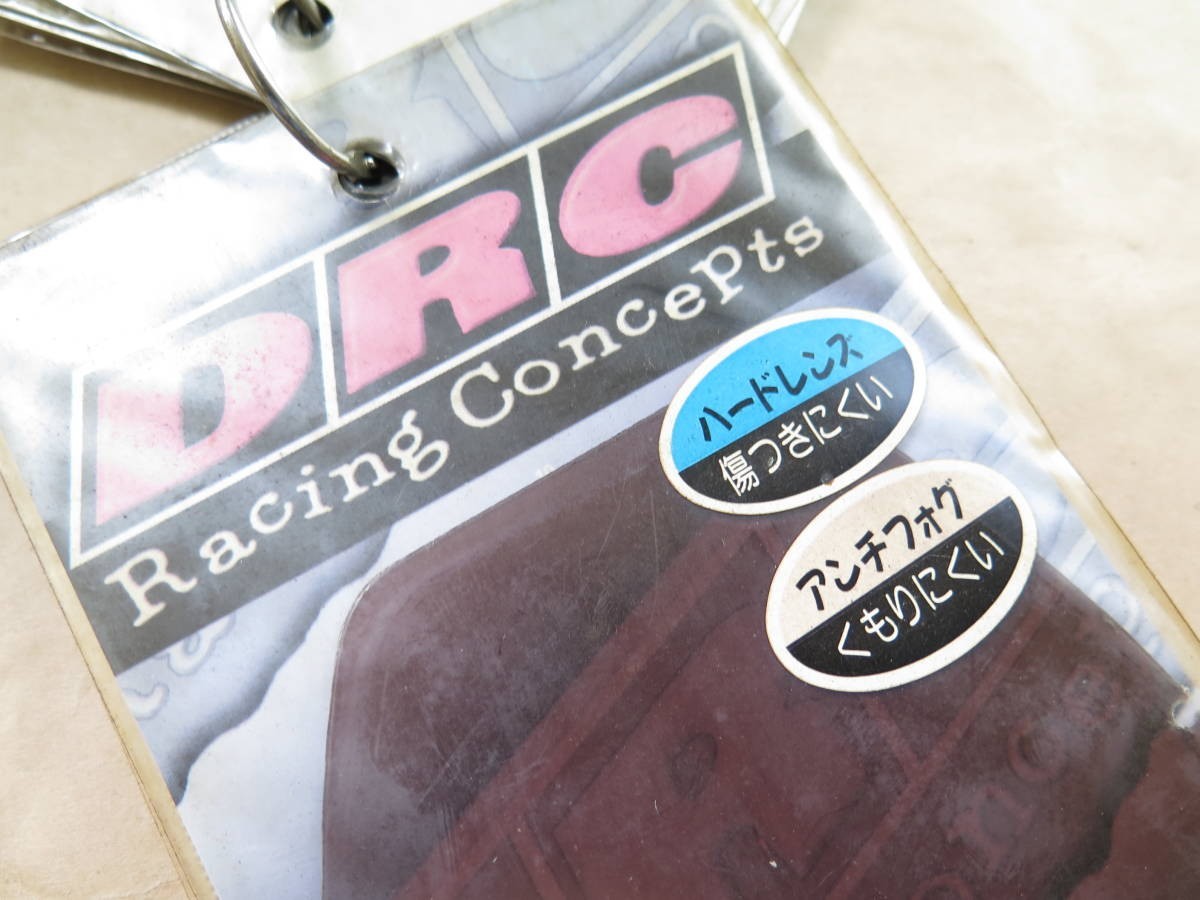 DRC
Racing Concepts
ハードレンズ
傷つきにくい
アンチフォグ
くもりにくい